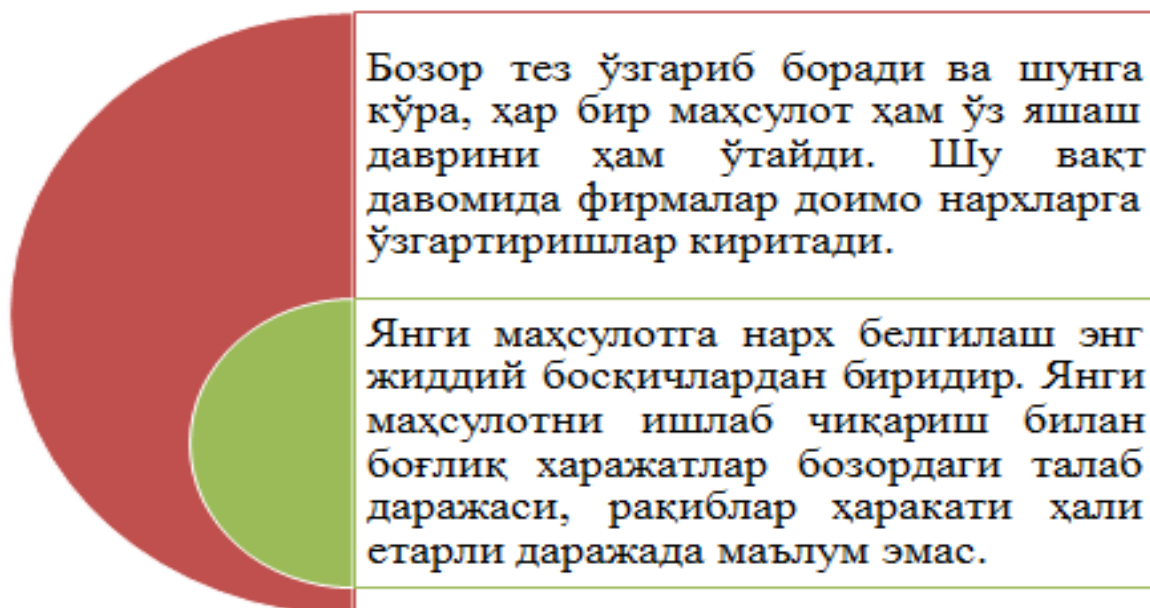 Бозор тез ўзгариб боради ва шунга
кўра, ҳар бир маҳсулот ҳам ўз яшаш
даврини ҳам ўтайди. Шу вақт
давомида фирмалар доимо нархларга
ўзгартиришлар киритади.
Янги маҳсулотга нарх белгилаш энг
жиддий босқичлардан биридир. Янги
маҳсулотни ишлаб чиқариш билан
боғлиқ харажатлар бозордаги талаб
даражаси, рақиблар ҳаракати ҳали
етарли даражада маълум эмас.